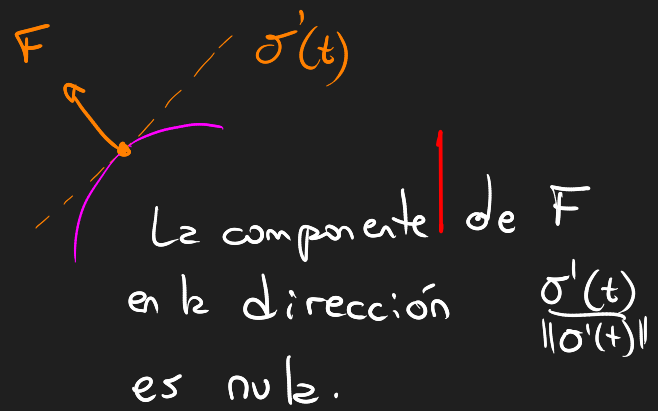 F
σ'(t)
La componente de F
en la dirección σ'(t)/||σ'(t)||
es nula.